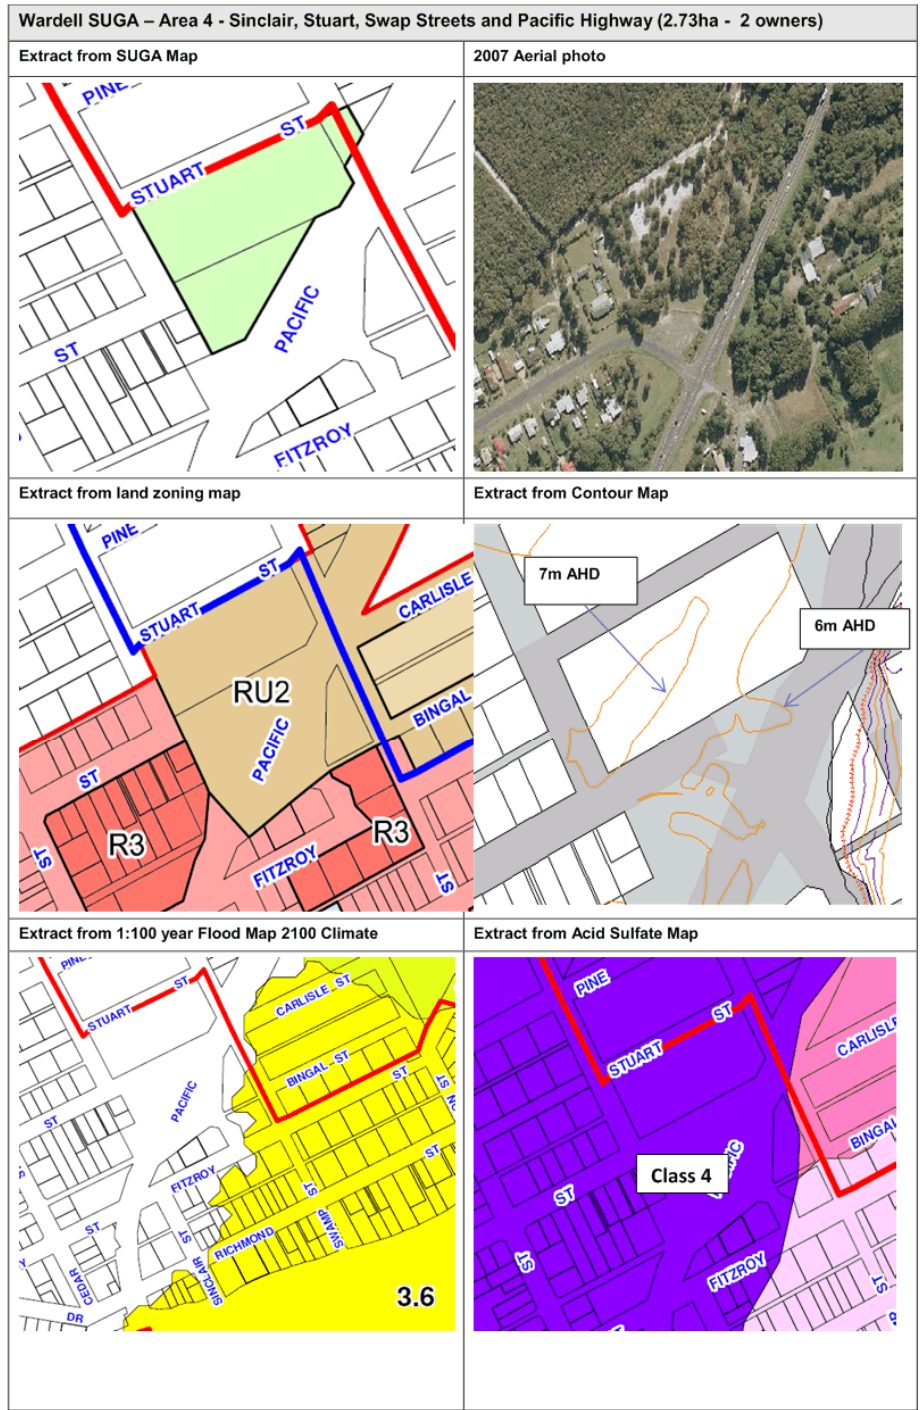 Wardell SUGA – Area 4 - Sinclair, Stuart, Swap Streets and Pacific Highway (2.73ha - 2 owners)
Extract from SUGA Map
2007 Aerial photo
PINE
STUART
ST
ST
PACIFIC
FITZROY
Extract from land zoning map
Extract from Contour Map
PINE
STUART
ST
CARLISLE
RU2
PACIFIC
BINGAL
ST
R3
R3
ST
FITZROY
ST
7m AHD
6m AHD
Extract from 1:100 year Flood Map 2100 Climate
Extract from Acid Sulfate Map
PINE
STUART
ST
CARLISLE ST
BINGAL ST
ST
ST
PACIFIC
ST
FITZROY
ST
ST
ST
ST
RICHMOND
SWAMP
SINCLAIR
CEDAR
DR
3.6
PINE
STUART
ST
CARLISL
BINGAL
Class 4
ST
FITZROY
ST
ST